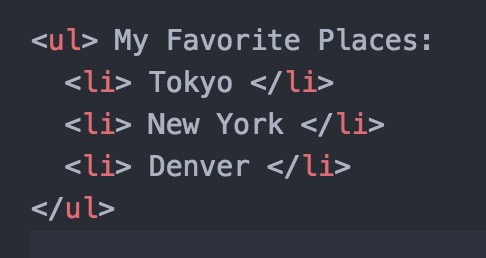 <ul> My Favorite Places:
<li> Tokyo </li>
<li> New York </li>
<li> Denver </li>
</ul>